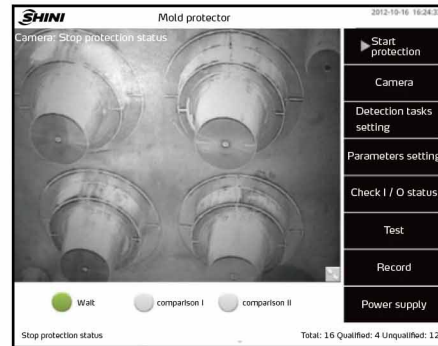 SHINI
Mold protector
2012-10-16 16:24:3
Camera: Stop protection status
Start
protection
Camera
Detection tasks
setting
Parameters setting
Check I / O status
Test
Record
Power supply
Wait
comparison I
comparison II
Stop protection status
Total: 16 Qualified: 4 Unqualified: 12